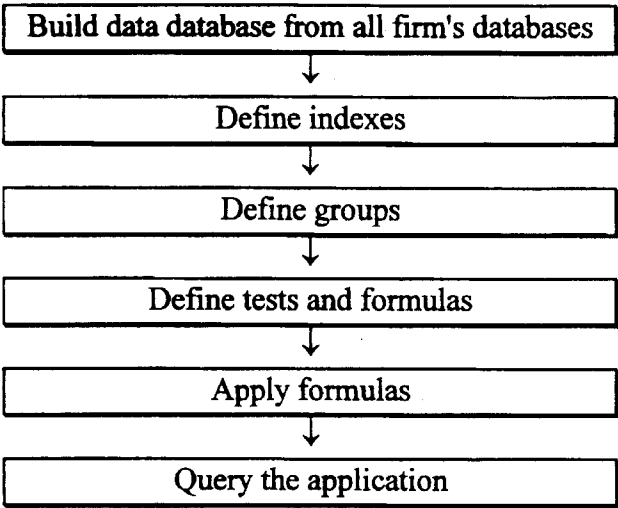 Build data database from all firm's databases
Define indexes
Define groups
Define tests and formulas
Apply formulas
Query the application